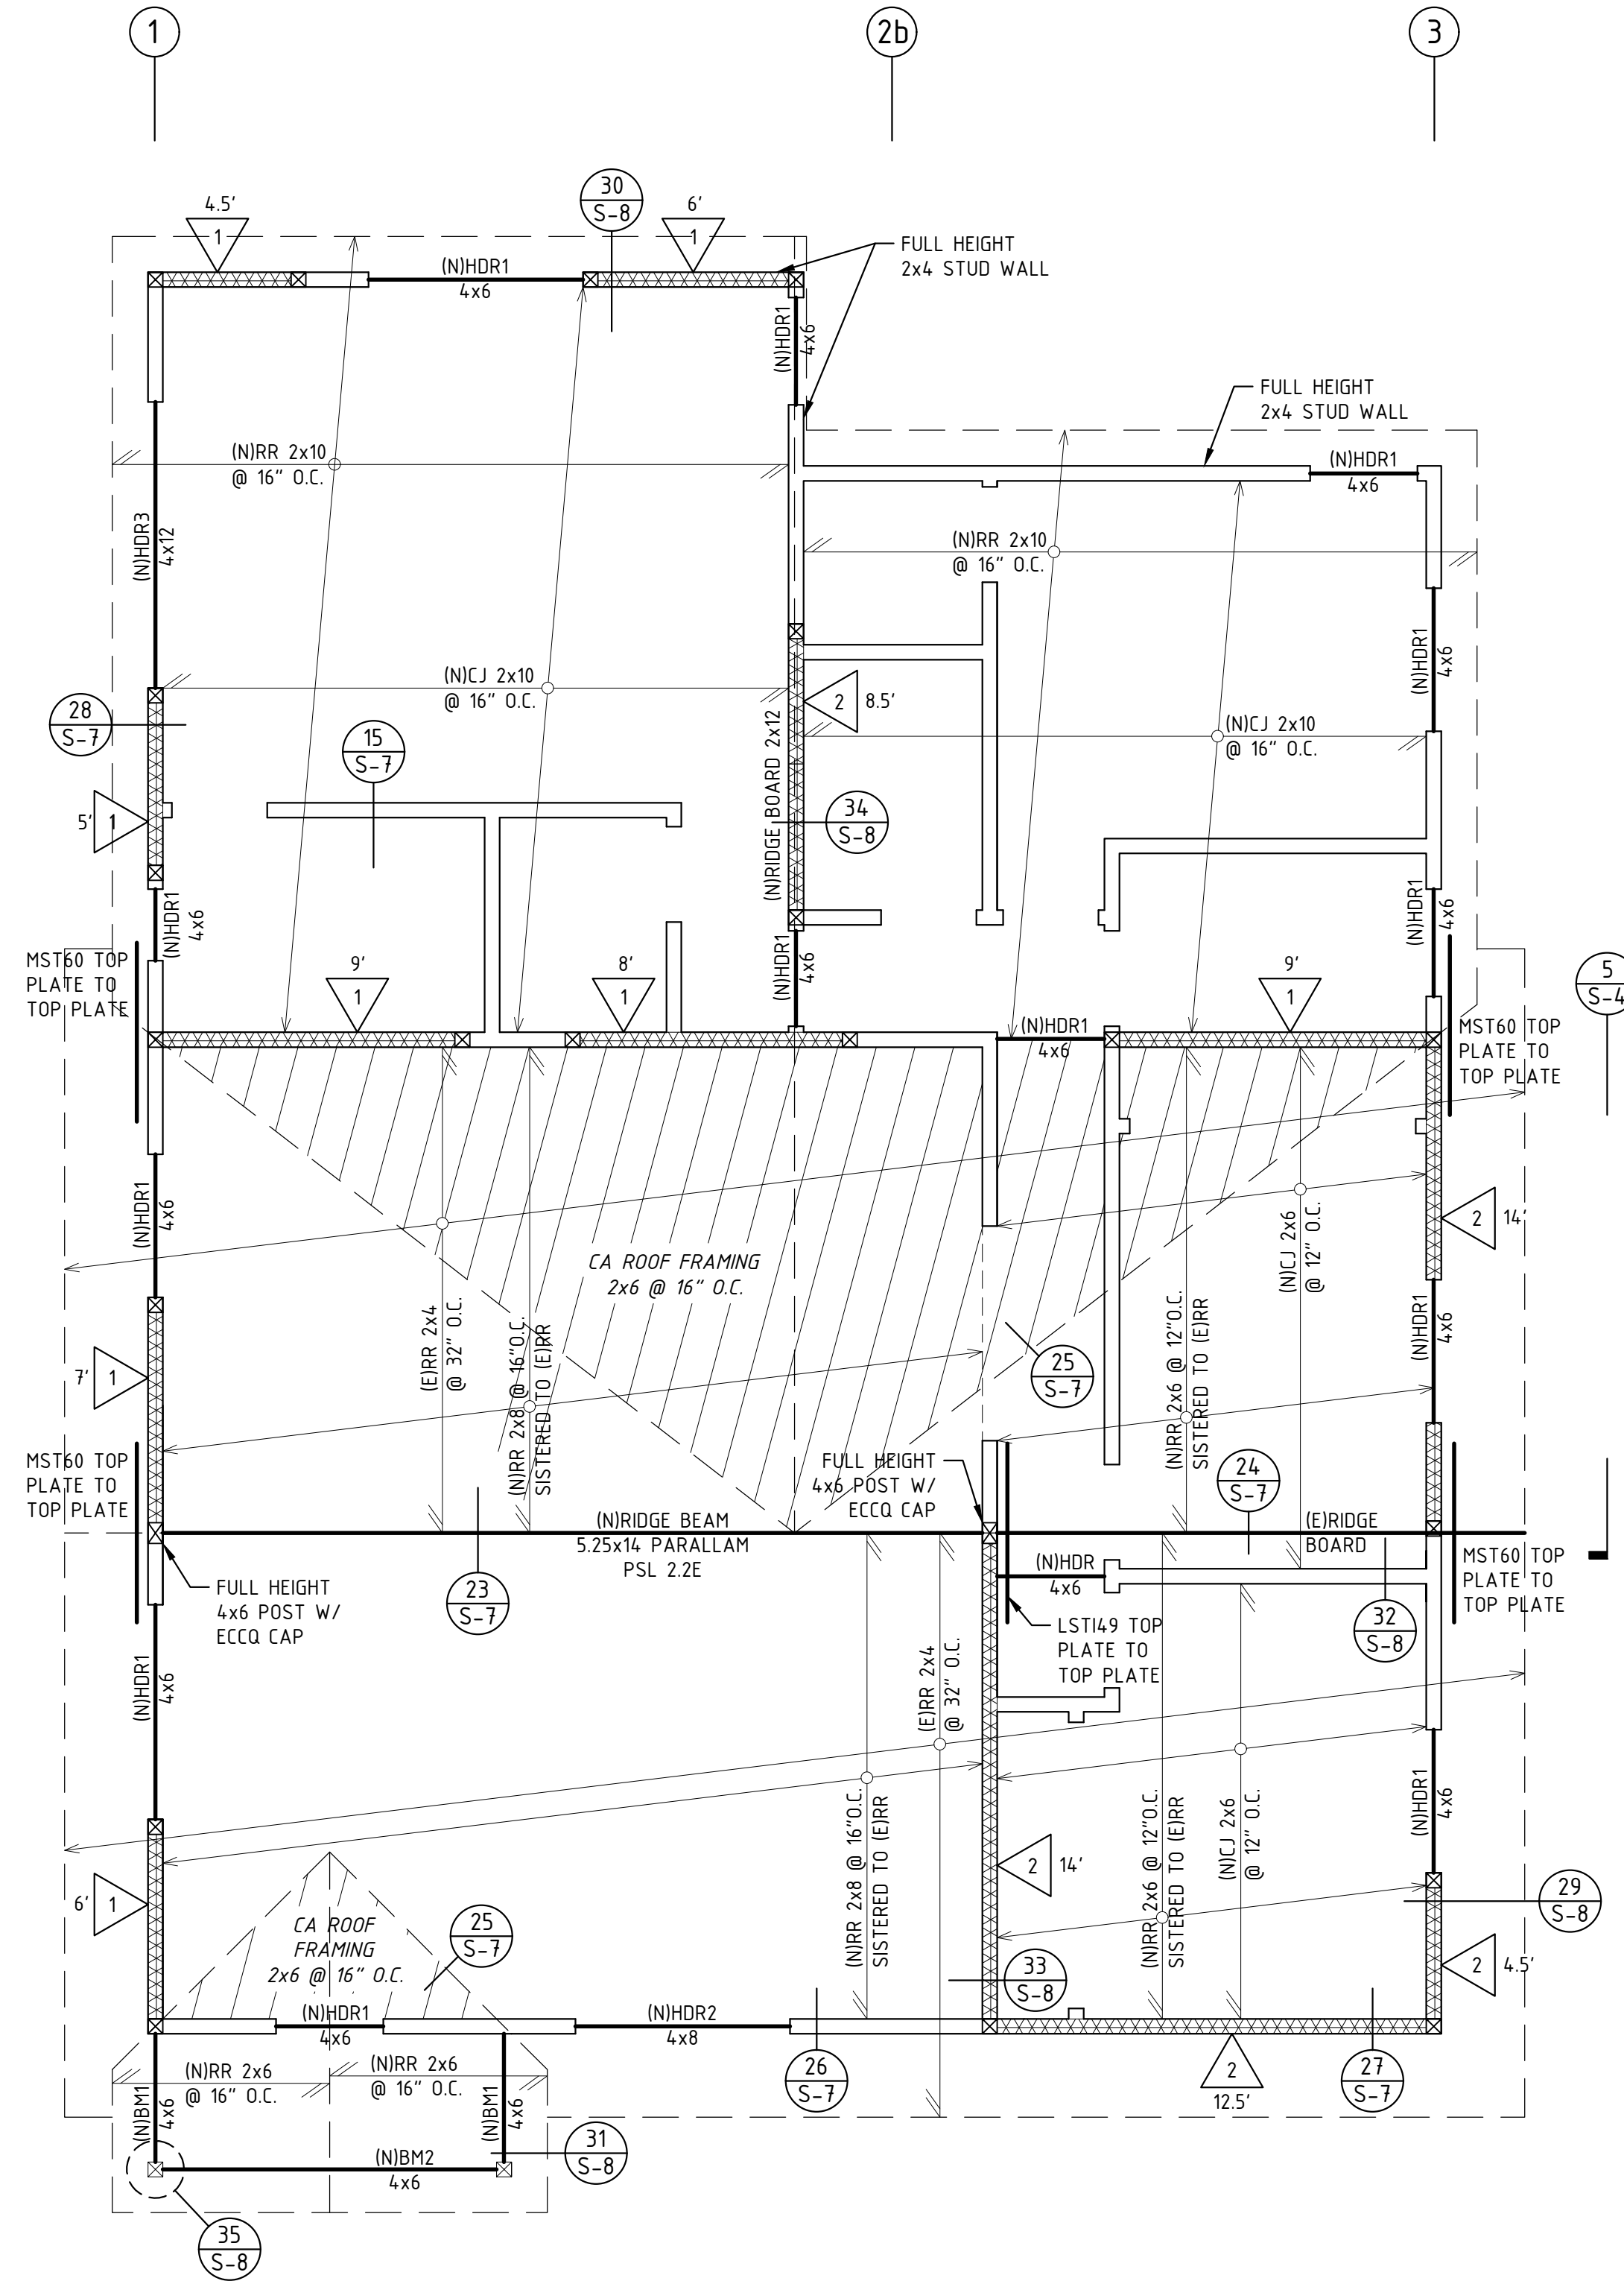 1
2b
3
4.5'
1
30
S-8
6'
1
FULL HEIGHT
2x4 STUD WALL
(N)HDR1
4x6
(N)HDR1
4x6
FULL HEIGHT
2x4 STUD WALL
(N)HDR1
4x6
(N)RR 2x10
@ 16" O.C.
(N)HDR3
4x12
(N)RR 2x10
@ 16" O.C.
(N)HDR1
4x6
(N)CJ 2x10
@ 16" O.C.
28
S-7
15
S-7
2
8.5'
(N)RIDGE BOARD 2x12
(N)CJ 2x10
@ 16" O.C.
5'
1
34
S-8
(N)HDR1
4x6
(N)HDR1
4x6
(N)HDR1
4x6
MST60 TOP
PLATE TO
TOP PLATE
9'
1
8'
1
9'
1
5
S-4
(N)HDR1
4x6
MST60 TOP
PLATE TO
TOP PLATE
(N)HDR1
4x6
2
14'
CA ROOF FRAMING
2x6 @ 16" O.C.
(N)CJ 2x6
@ 12" O.C.
(E)RR 2x4
@ 32" O.C.
(N)RR 2x8 @ 16"O.C.
SISTERED TO (E)RR
(N)RR 2x6 @ 12"O.C.
SISTERED TO (E)RR
(N)HDR1
4x6
7'
1
25
S-7
MST60 TOP
PLATE TO
TOP PLATE
FULL HEIGHT
4x6 POST W/
ECCQ CAP
24
S-7
(N)RIDGE BEAM
5.25x14 PARALLAM
PSL 2.2E
(E)RIDGE
BOARD
(N)HDR
4x6
MST60 TOP
PLATE TO
TOP PLATE
FULL HEIGHT
4x6 POST W/
ECCQ CAP
23
S-7
LSTI49 TOP
PLATE TO
TOP PLATE
32
S-8
(N)HDR1
4x6
(E)RR 2x4
@ 32" O.C.
(N)RR 2x8 @ 16"O.C.
SISTERED TO (E)RR
(N)RR 2x6 @ 12"O.C.
SISTERED TO (E)RR
(N)CJ 2x6
@ 12" O.C.
(N)HDR1
4x6
2
14'
6'
1
29
S-8
CA ROOF
FRAMING
2x6 @ 16" O.C.
25
S-7
33
S-8
2
4.5'
(N)HDR1
4x6
(N)HDR2
4x8
(N)RR 2x6
@ 16" O.C.
(N)RR 2x6
@ 16" O.C.
(N)BM1
4x6
(N)BM1
4x6
26
S-7
2
12.5'
27
S-7
(N)BM2
4x6
31
S-8
35
S-8